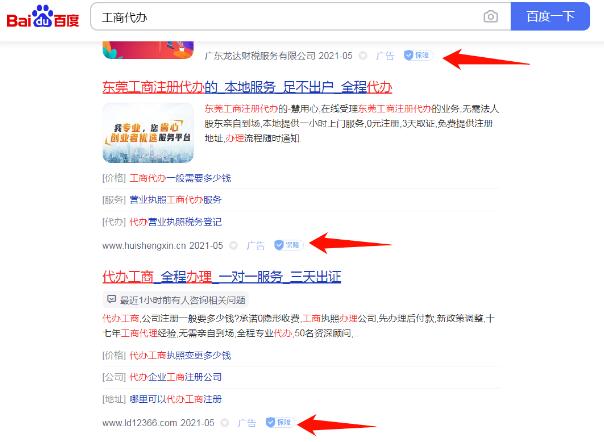 Bai du 百度
工商代办
百度一下
广东龙达财税服务有限公司 2021-05 广告 保障
东莞工商注册代办的_本地服务_足不出户_全程代办
我专业，您省心
创业者优选服务平台
东莞工商注册代办的-慧用心,在线受理东莞工商注册代办的业务,无需法人
股东亲自到场,本地提供一小时上门服务,0元注册,3天取证,免费提供注册
地址,办理流程随时通知
[价格] 工商代办一般需要多少钱
[服务] 营业执照工商代办服务
[代办] 代办营业执照税务登记
www.huishengxin.cn 2021-05 广告 保障
代办工商_全程办理_一对一服务_三天出证
最近1小时前有人咨询相关问题
代办工商,公司注册一般要多少钱?承诺0隐形收费,工商执照办理公司,先办理后付款,新政策调整,十
七年工商代理经验,无需亲自到场,全程专业代办,50名资深顾问,
[价格] 代办工商执照变更多少钱
[公司] 代办企业工商注册公司
[地址] 哪里可以代办工商注册
www.ld12366.com 2021-05 广告 保障